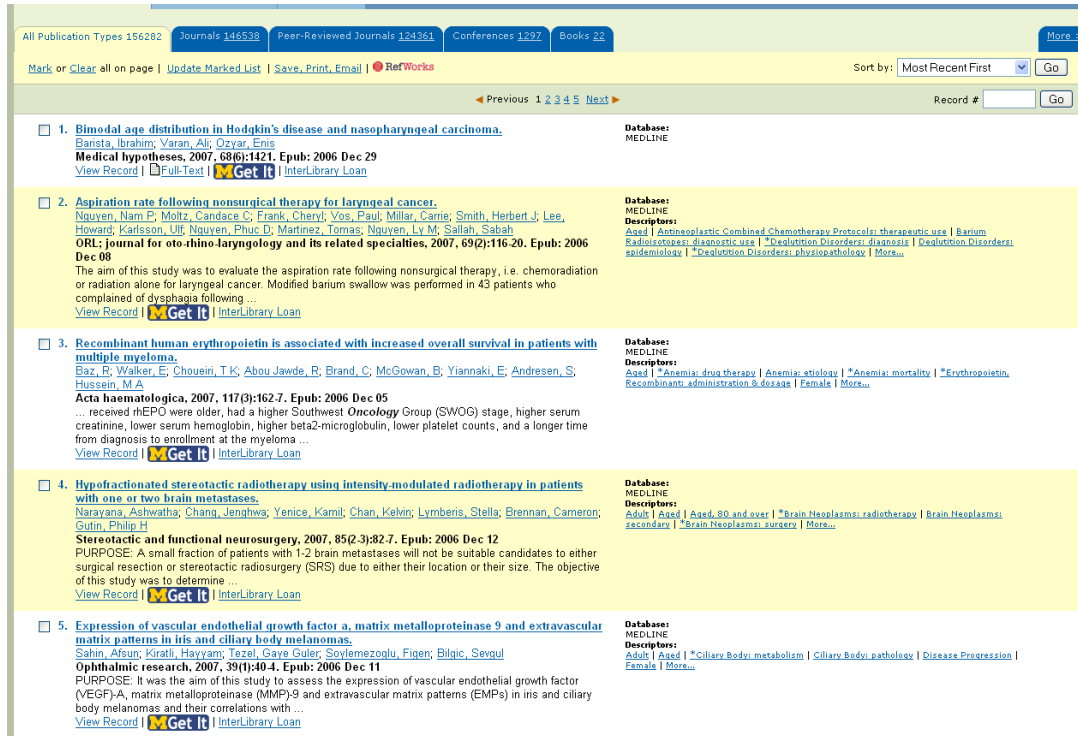 All Publication Types 156282 Journals 146538 Peer-Reviewed Journals 124361 Conferences 1297 Books 22 More
Mark or Clear all on page | Update Marked List | Save, Print, Email | RefWorks Sort by: Most Recent First Go
Previous 1 2 3 4 5 Next Record # Go
1. Bimodal age distribution in Hodgkin's disease and nasopharyngeal carcinoma.
Barista, Ibrahim; Varan, Ali; Ozyar, Enis
Medical hypotheses, 2007, 68(6):1421. Epub: 2006 Dec 29
View Record | Full-Text | M Get It | InterLibrary Loan
Database:
MEDLINE
2. Aspiration rate following nonsurgical therapy for laryngeal cancer.
Nguyen, Nam P; Moltz, Candace C; Frank, Cheryl; Vos, Paul; Millar, Carrie; Smith, Herbert J; Lee,
Howard; Karlsson, Ulf; Nguyen, Phuc D; Martinez, Tomas; Nguyen, Ly M; Sallah, Sabah
ORL; journal for oto-rhino-laryngology and its related specialties, 2007, 69(2):116-20. Epub: 2006
Dec 08
The aim of this study was to evaluate the aspiration rate following nonsurgical therapy, i.e. chemoradiation
or radiation alone for laryngeal cancer. Modified barium swallow was performed in 43 patients who
complained of dysphagia following ...
View Record | M Get It | InterLibrary Loan
Database:
MEDLINE
Descriptors:
Aged | Antineoplastic Combined Chemotherapy Protocols: therapeutic use | Barium
Radioisotopes: diagnostic use | *Deglutition Disorders: diagnosis | Deglutition Disorders:
epidemiology | *Deglutition Disorders: physiopathology | More...
3. Recombinant human erythropoietin is associated with increased overall survival in patients with
multiple myeloma.
Baz, R; Walker, E; Choueiri, T K; Abou Jawde, R; Brand, C; McGowan, B; Yiannaki, E; Andresen, S;
Hussein, M A
Acta haematologica, 2007, 117(3):162-7. Epub: 2006 Dec 05
... received rhEPO were older, had a higher Southwest Oncology Group (SWOG) stage, higher serum
creatinine, lower serum hemoglobin, higher beta2-microglobulin, lower platelet counts, and a longer time
from diagnosis to enrollment at the myeloma ...
View Record | M Get It | InterLibrary Loan
Database:
MEDLINE
Descriptors:
Aged | *Anemia: drug therapy | Anemia: etiology | *Anemia: mortality | *Erythropoietin,
Recombinant: administration & dosage | Female | More...
4. Hypofractionated stereotactic radiotherapy using intensity-modulated radiotherapy in patients
with one or two brain metastases.
Narayana, Ashwatha; Chang, Jenghwa; Yenice, Kamil; Chan, Kelvin; Lymberis, Stella; Brennan, Cameron;
Gutin, Philip H
Stereotactic and functional neurosurgery, 2007, 85(2-3):82-7. Epub: 2006 Dec 12
PURPOSE: A small fraction of patients with 1-2 brain metastases will not be suitable candidates to either
surgical resection or stereotactic radiosurgery (SRS) due to either their location or their size. The objective
of this study was to determine ...
View Record | M Get It | InterLibrary Loan
Database:
MEDLINE
Descriptors:
Adult | Aged | Aged, 80 and over | *Brain Neoplasms: radiotherapy | Brain Neoplasms:
secondary | *Brain Neoplasms: surgery | More...
5. Expression of vascular endothelial growth factor a, matrix metalloproteinase 9 and extravascular
matrix patterns in iris and ciliary body melanomas.
Sahin, Afsun; Kiratli, Hayyam; Tezel, Gaye Guler; Soylemezoglu, Figen; Bilgic, Sevgul
Ophthalmic research, 2007, 39(1):40-4. Epub: 2006 Dec 11
PURPOSE: It was the aim of this study to assess the expression of vascular endothelial growth factor
(VEGF)-A, matrix metalloproteinase (MMP)-9 and extravascular matrix patterns (EMPs) in iris and ciliary
body melanomas and their correlations with ...
View Record | M Get It | InterLibrary Loan
Database:
MEDLINE
Descriptors:
Adult | Aged | *Ciliary Body: metabolism | Ciliary Body: pathology | Disease Progression |
Female | More...